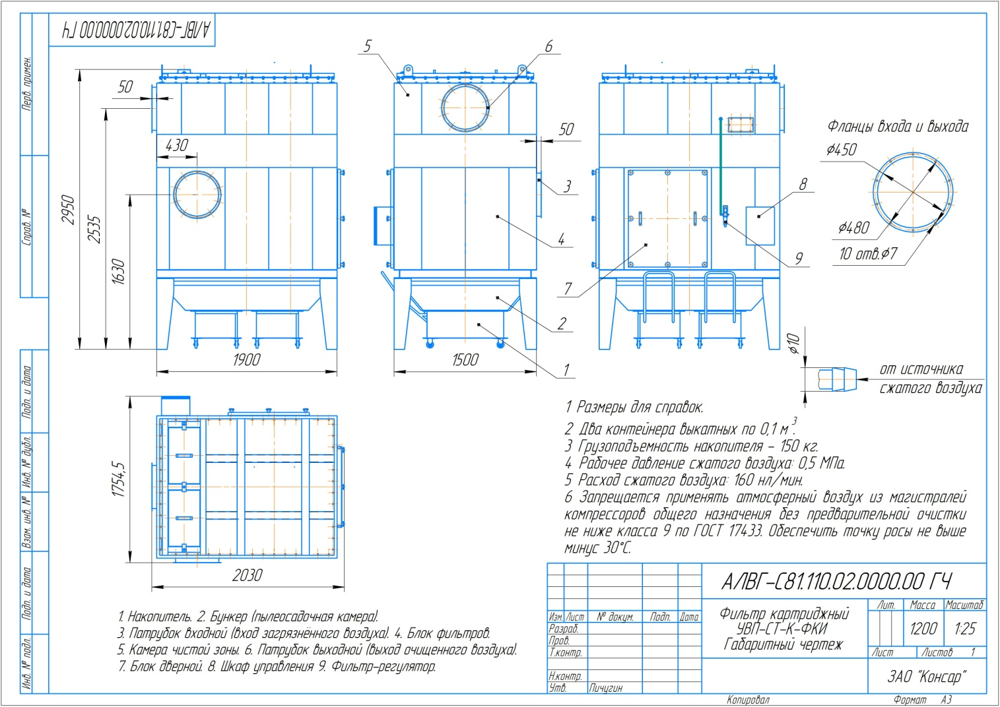 АЛВГ-С81.110.02.0000.00 ГЧ
Перв. примен.
Справ. №
Подп. и дата
Инв. № дубл.
Взам. инв. №
Подп. и дата
Инв. № подл.
50
430
2950
2535
1630
1900
5
6
50
3
4
2
1
1500
7
8
9
Фланцы входа и выхода
⌀450
⌀480
10 отв.⌀7
⌀10
от источника
сжатого воздуха
1754,5
2030
1 Размеры для справок.
2 Два контейнера выкатных по 0,1 м³.
3 Грузоподъемность накопителя - 150 кг.
4 Рабочее давление сжатого воздуха: 0,5 МПа.
5 Расход сжатого воздуха: 160 нл/мин.
6 Запрещается применять атмосферный воздух из магистралей
компрессоров общего назначения без предварительной очистки
не ниже класса 9 по ГОСТ 17433. Обеспечить точку росы не выше
минус 30°С.
1. Накопитель. 2. Бункер (пылеосадочная камера).
3. Патрубок входной (вход загрязнённого воздуха). 4. Блок фильтров.
5. Камера чистой зоны. 6. Патрубок выходной (выход очищенного воздуха).
7. Блок дверной. 8. Шкаф управления 9. Фильтр-регулятор.
АЛВГ-С81.110.02.0000.00 ГЧ
Изм. Лист № докум. Подп. Дата
Разраб.
Пров.
Т.контр.
Н.контр.
Утв. Пичугин
Фильтр картриджный
УВП-СТ-К-ФКИ
Габаритный чертеж
Лит. Масса Масштаб
1200 1:25
Лист Листов 1
ЗАО "Консар"
Копировал Формат А3